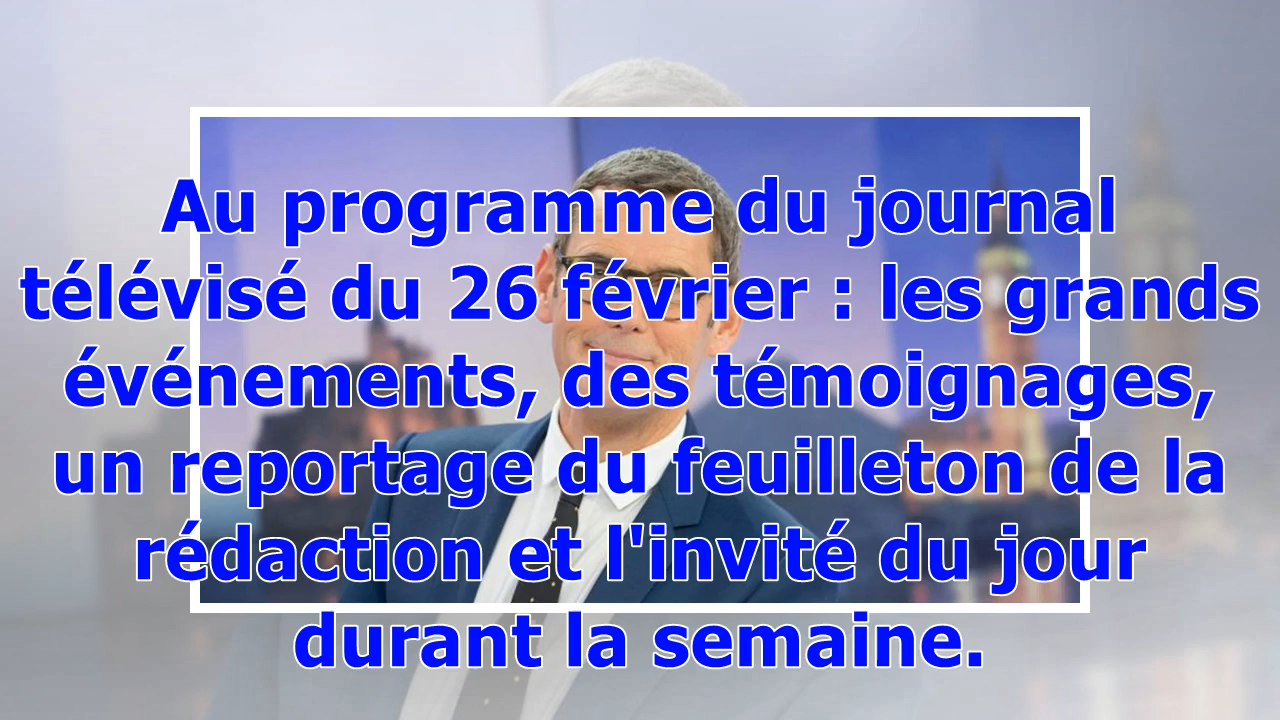 Au programme du journal
télévisé du 26 février : les grands
événements, des témoignages,
un reportage du feuilleton de la
rédaction et l'invité du jour
durant la semaine.